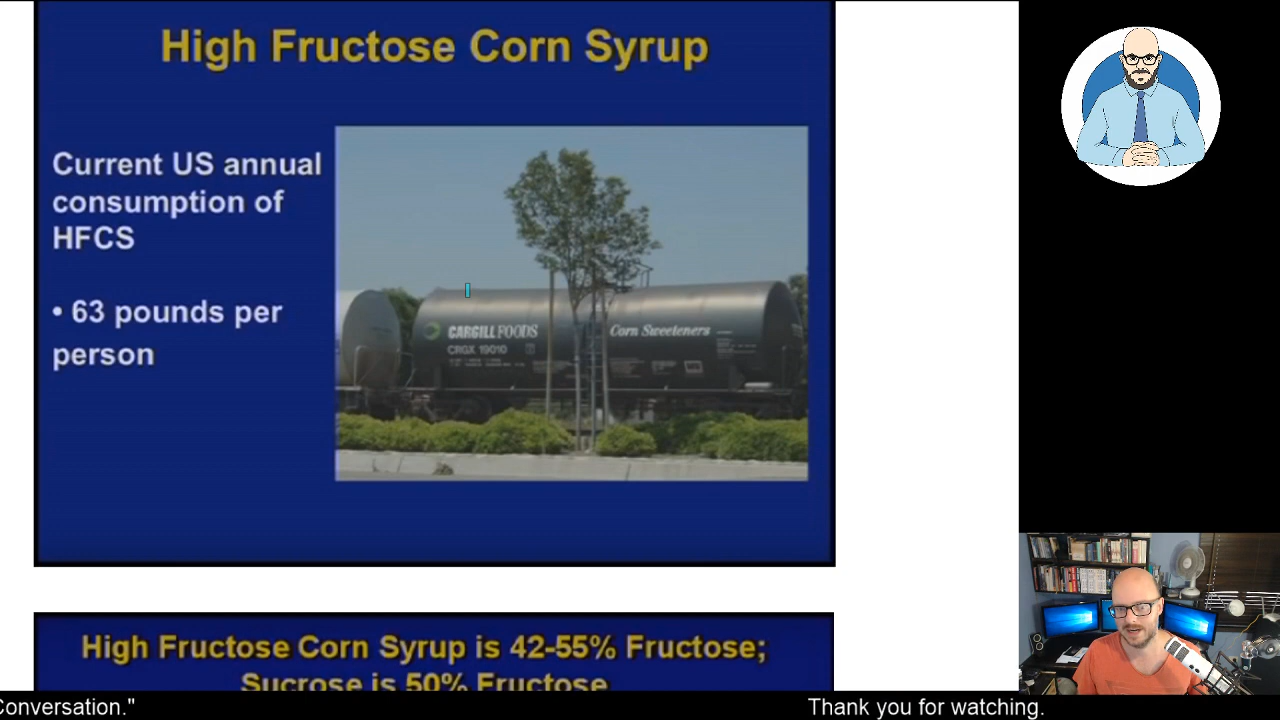 High Fructose Corn Syrup
Current US annual
consumption of
HFCS
• 63 pounds per
person
CARGILL FOODS
Corn Sweeteners
CRGX 19010
High Fructose Corn Syrup is 42-55% Fructose;
Sucrose is 50% Fructose
Conversation."
Thank you for watching.